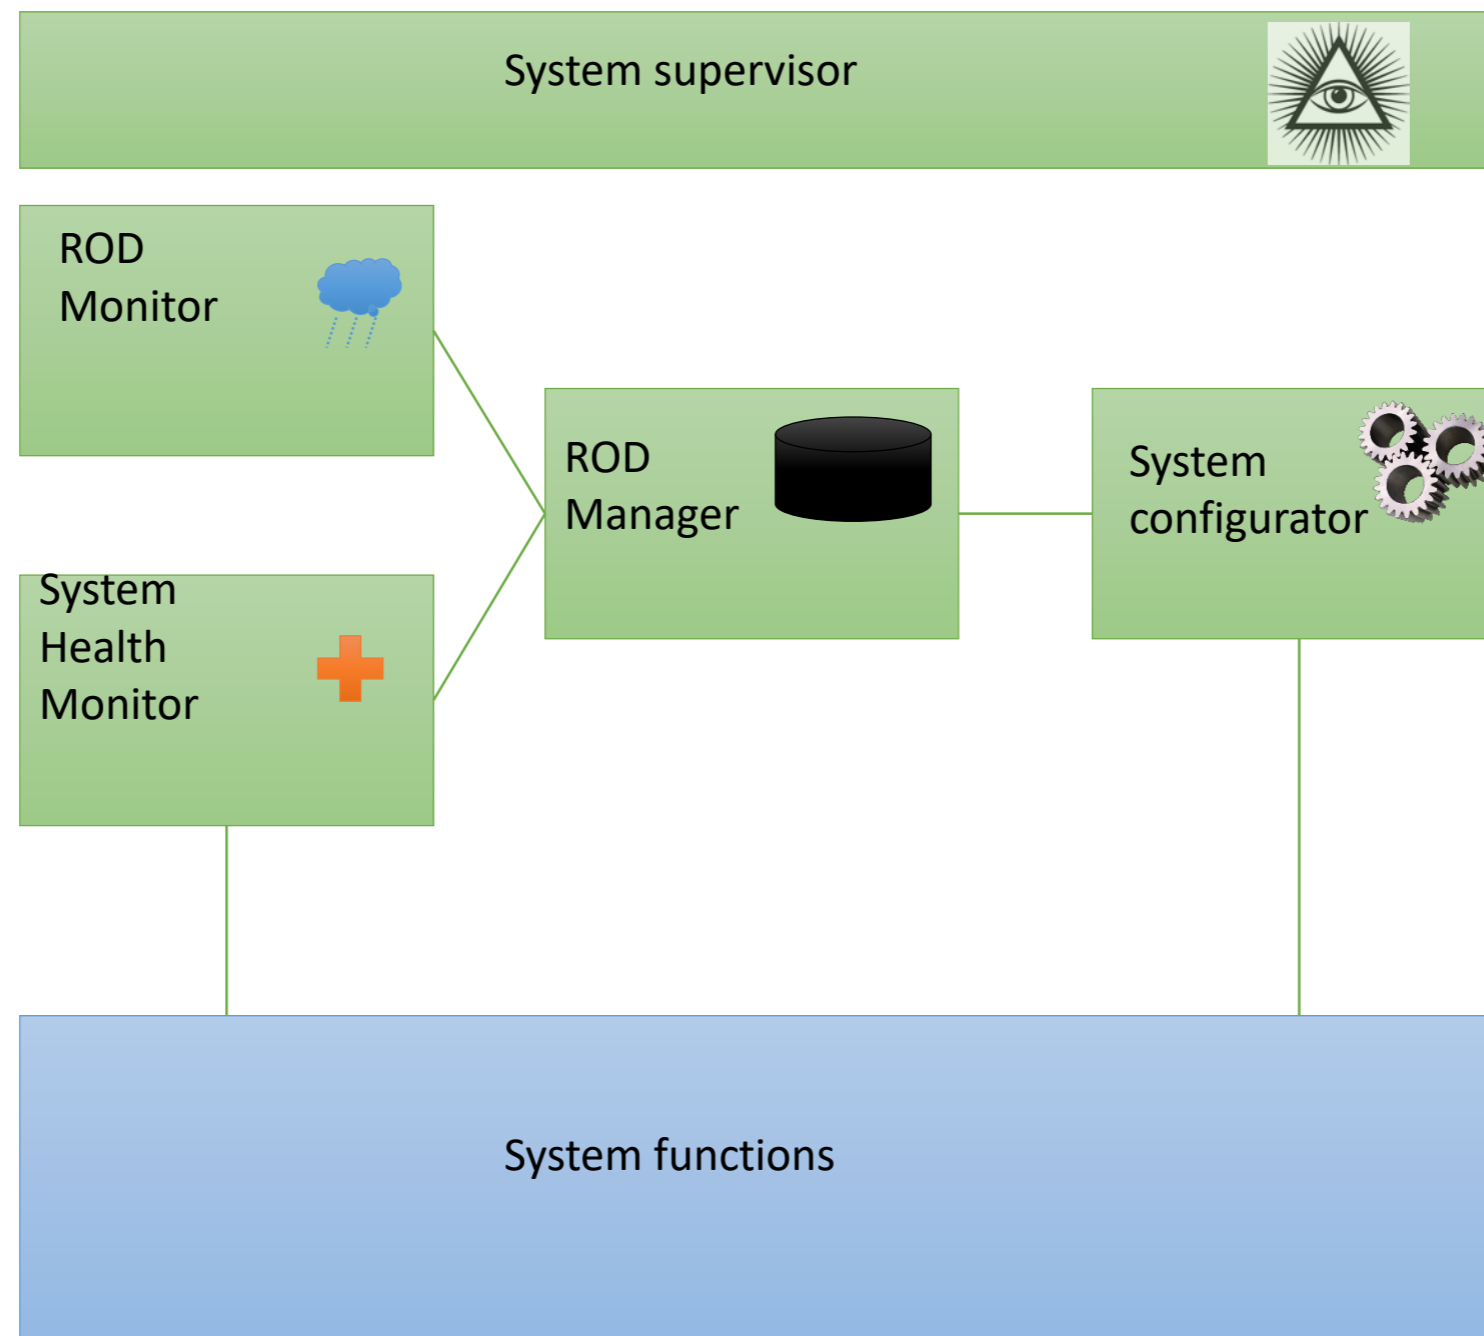 System supervisor
ROD
Monitor
ROD
Manager
System
configurator
System
Health
Monitor
System functions